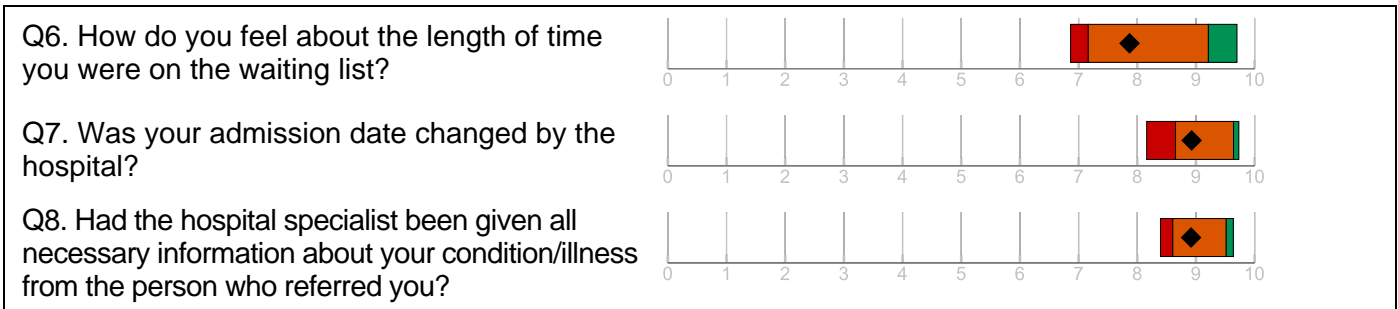 Q6. How do you feel about the length of time
you were on the waiting list?
0 1 2 3 4 5 6 7 8 9 10
Q7. Was your admission date changed by the
hospital?
0 1 2 3 4 5 6 7 8 9 10
Q8. Had the hospital specialist been given all
necessary information about your condition/illness
from the person who referred you?
0 1 2 3 4 5 6 7 8 9 10